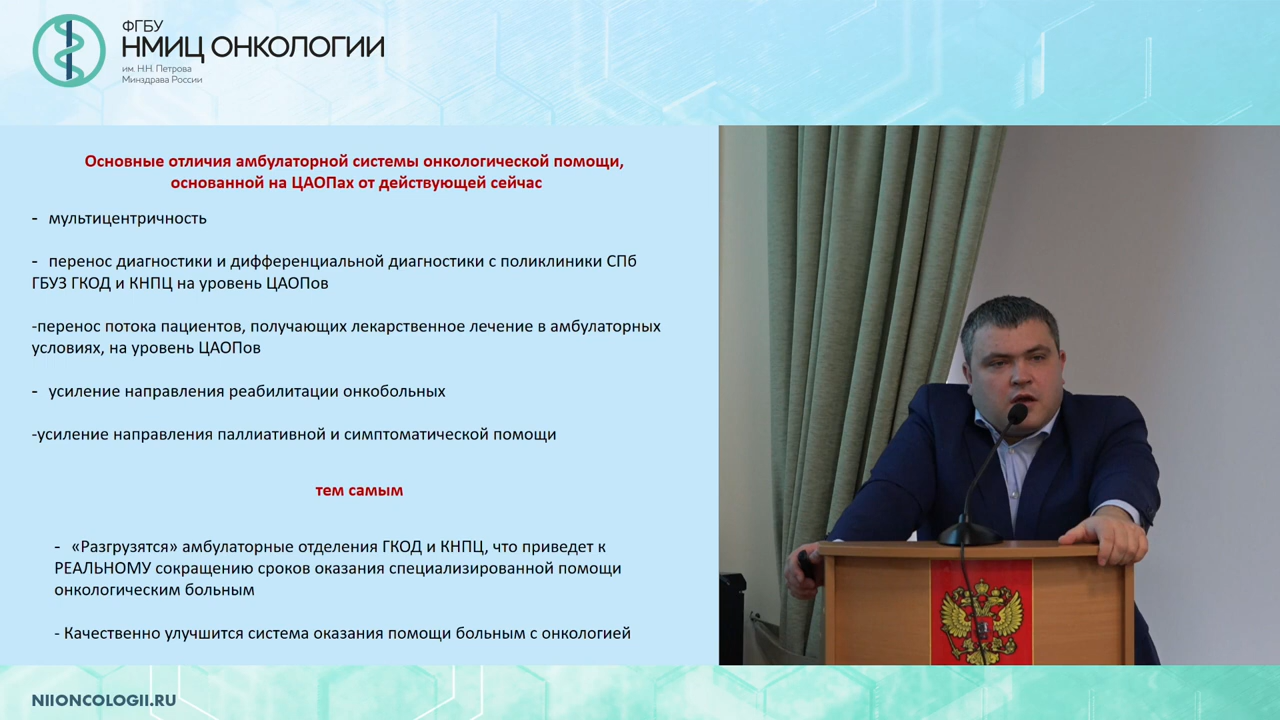 ФГБУ
НМИЦ ОНКОЛОГИИ
им. Н.Н. Петрова
Минздрава России
Основные отличия амбулаторной системы онкологической помощи,
основанной на ЦАОПах от действующей сейчас
- мультицентричность
- перенос диагностики и дифференциальной диагностики с поликлиники СПб
ГБУЗ ГКОД и КНПЦ на уровень ЦАОПов
-перенос потока пациентов, получающих лекарственное лечение в амбулаторных
условиях, на уровень ЦАОПов
- усиление направления реабилитации онкобольных
-усиление направления паллиативной и симптоматической помощи
тем самым
- «Разгрузятся» амбулаторные отделения ГКОД и КНПЦ, что приведет к
РЕАЛЬНОМУ сокращению сроков оказания специализированной помощи
онкологическим больным
- Качественно улучшится система оказания помощи больным с онкологией
NIIONCOLOGII.RU